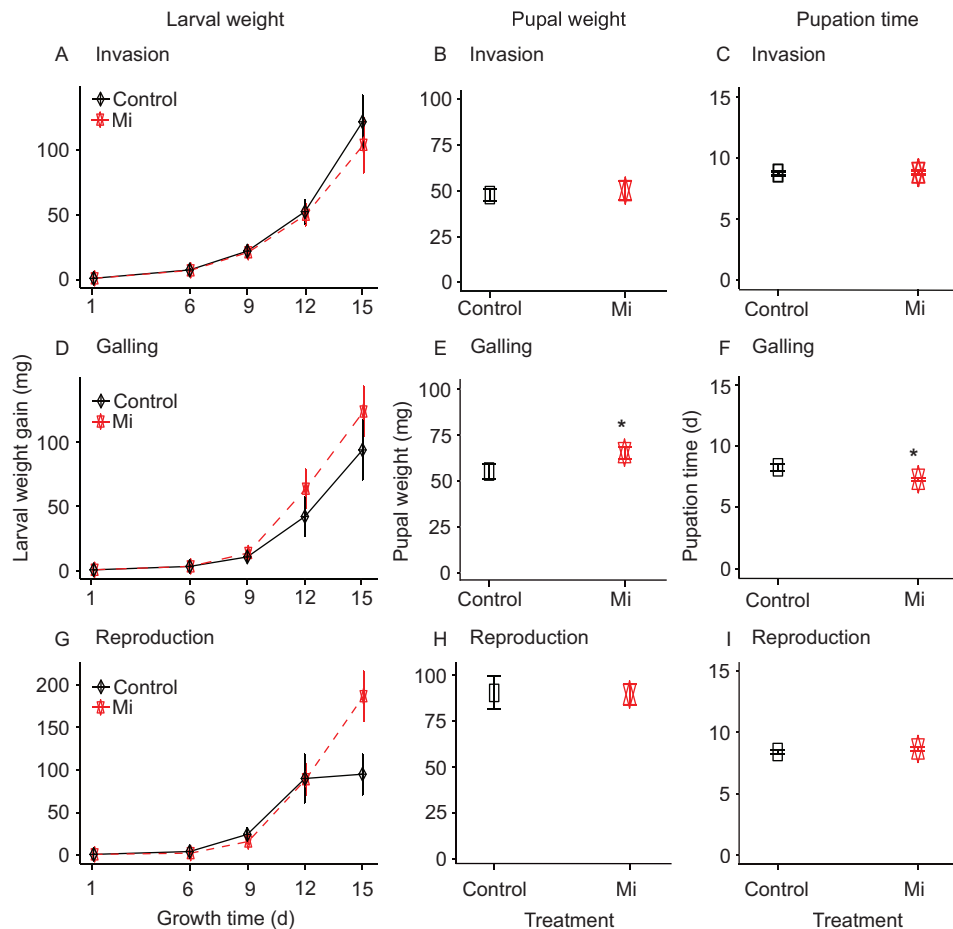 Larval weight
Pupal weight
Pupation time
A Invasion
B Invasion
C Invasion
Control
Mi
100
50
0
1 6 9 12 15
100
75
50
25
0
Control Mi
15
10
5
0
Control Mi
D Galling
E Galling
F Galling
Larval weight gain (mg)
Control
Mi
100
50
0
1 6 9 12 15
Pupal weight (mg)
100
75
50
25
0
*
Control Mi
Pupation time (d)
15
10
5
0
*
Control Mi
G Reproduction
H Reproduction
I Reproduction
Control
Mi
200
150
100
50
0
1 6 9 12 15
Growth time (d)
100
75
50
25
0
Control Mi
Treatment
15
10
5
0
Control Mi
Treatment